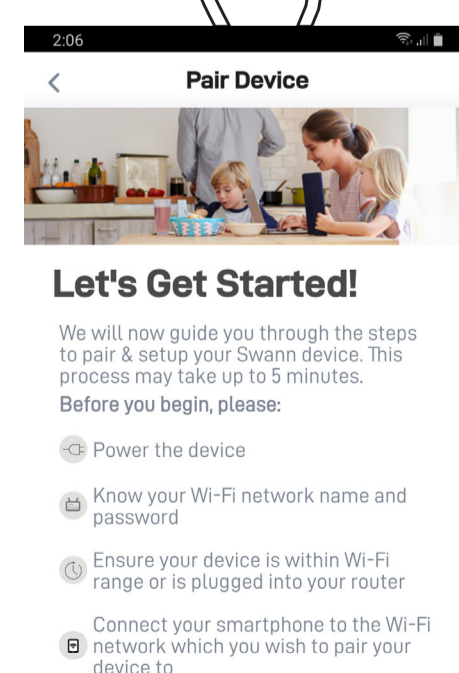 2:06
Pair Device
Let's Get Started!
We will now guide you through the steps
to pair & setup your Swann device. This
process may take up to 5 minutes.
Before you begin, please:
Power the device
Know your Wi-Fi network name and
password
Ensure your device is within Wi-Fi
range or is plugged into your router
Connect your smartphone to the Wi-Fi
network which you wish to pair your
device to